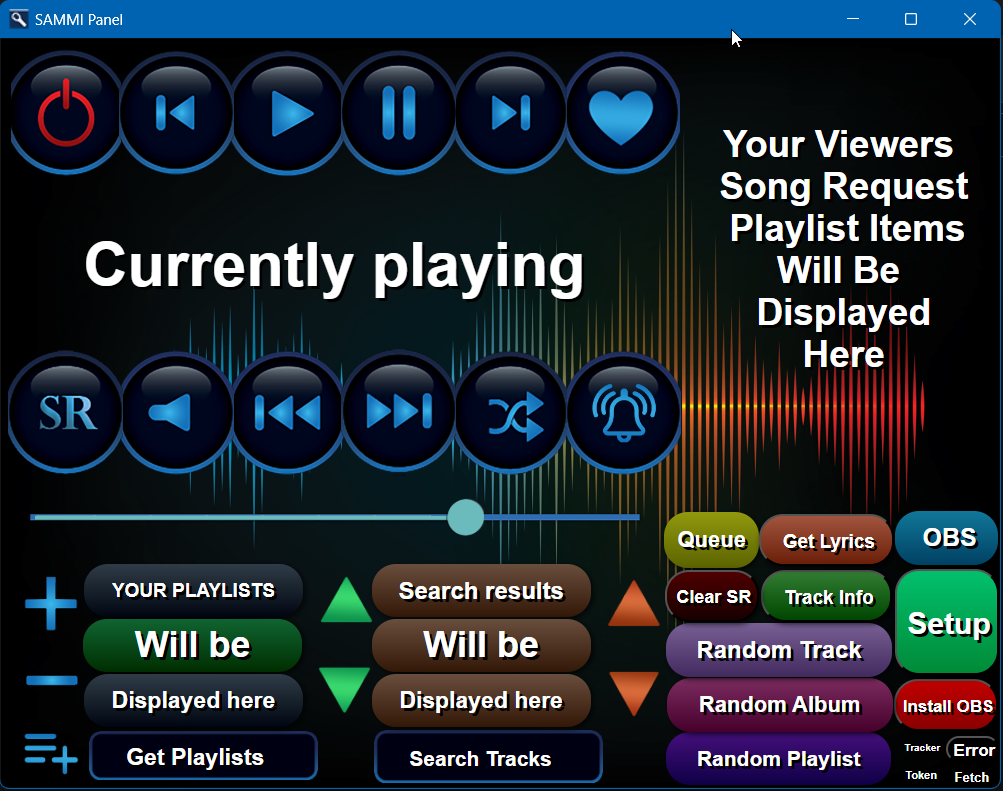 SAMMI Panel
Your Viewers
Song Request
Playlist Items
Will Be
Displayed
Here
Currently playing
SR
Queue
Get Lyrics
OBS
YOUR PLAYLISTS
Search results
Clear SR
Track Info
Setup
Will be
Will be
Random Track
Displayed here
Displayed here
Random Album
Install OBS
Get Playlists
Search Tracks
Random Playlist
Tracker
Error
Token
Fetch